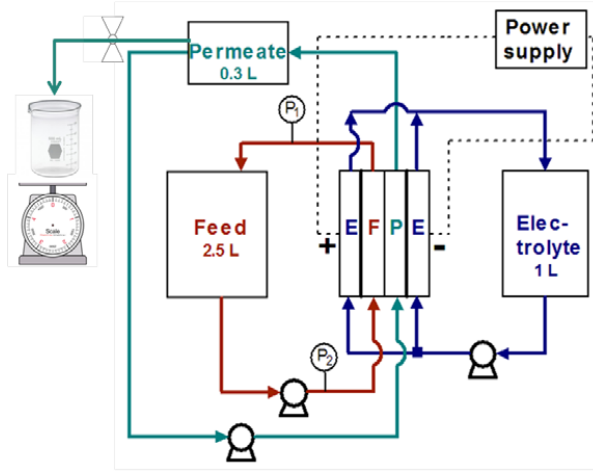 Power
supply
Permeate
0.3 L
P1
Feed
2.5 L
+
E
F
P
E
-
Elec-
trolyte
1 L
P2
Scale